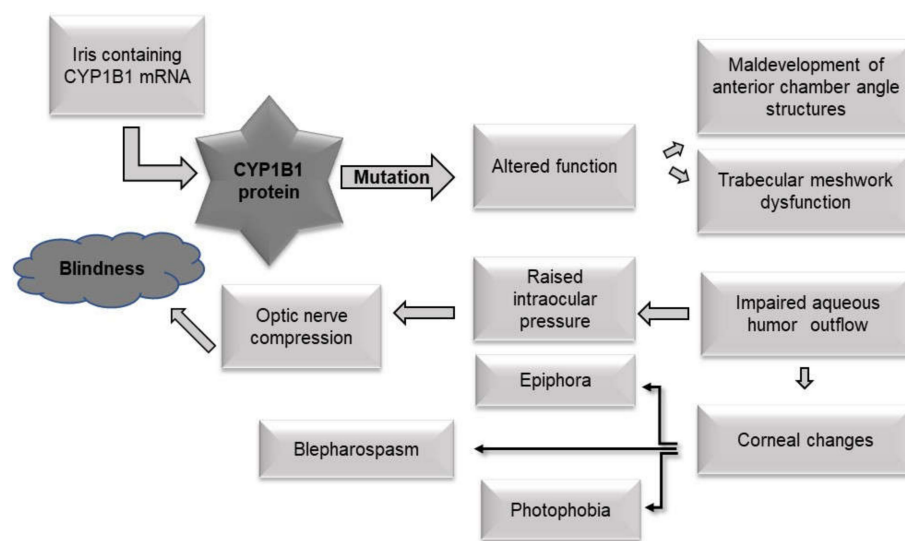 Iris containing
CYP1B1 mRNA
CYP1B1
protein
Mutation
Altered function
Maldevelopment of
anterior chamber angle
structures
Trabecular meshwork
dysfunction
Blindness
Optic nerve
compression
Raised
intraocular
pressure
Impaired aqueous
humor outflow
Epiphora
Blepharospasm
Photophobia
Corneal changes